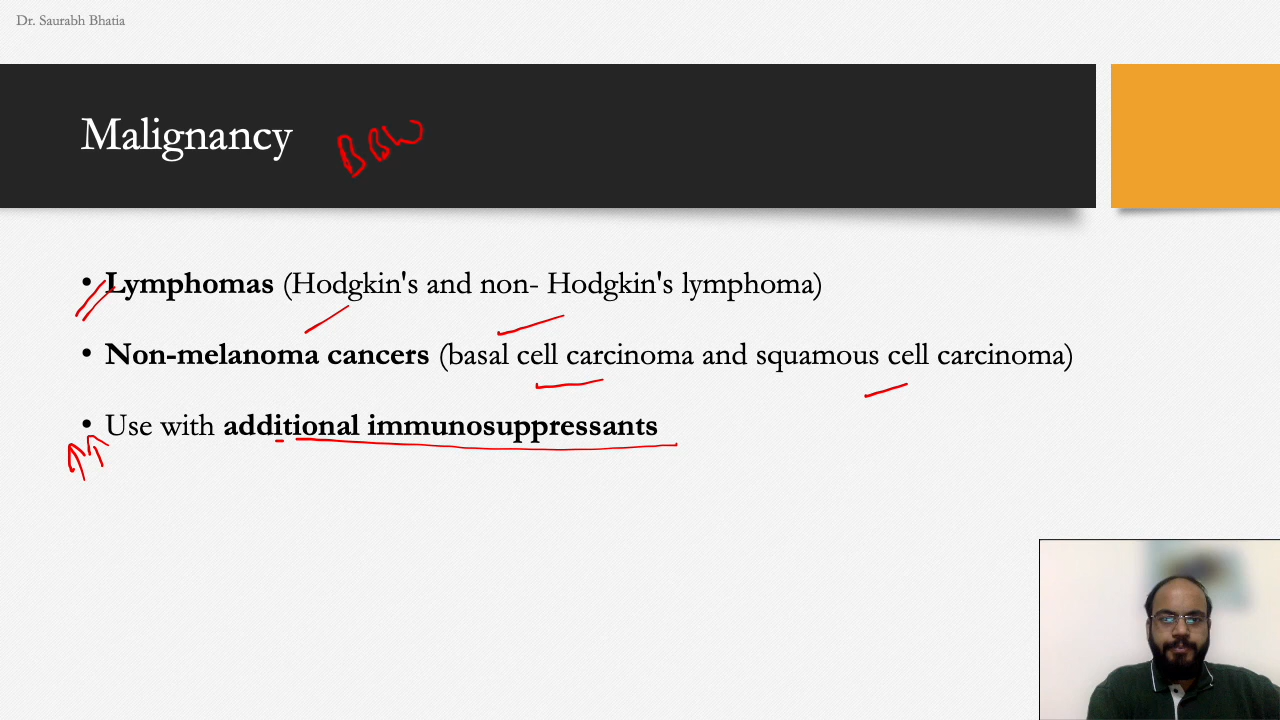 Dr. Saurabh Bhatia
Malignancy
BBW
• Lymphomas (Hodgkin's and non- Hodgkin's lymphoma)
• Non-melanoma cancers (basal cell carcinoma and squamous cell carcinoma)
• Use with additional immunosuppressants